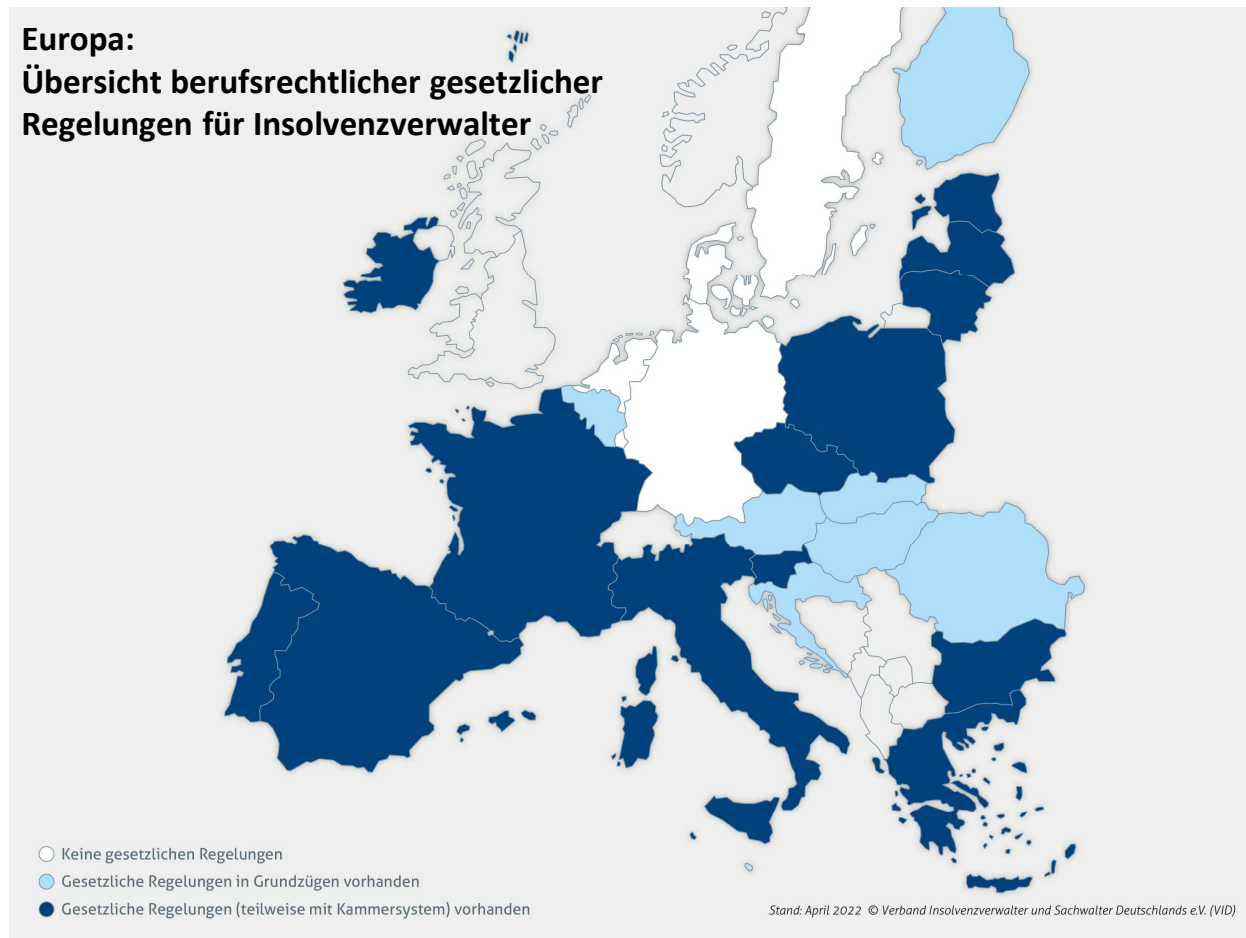 Europa:
Übersicht berufsrechtlicher gesetzlicher
Regelungen für Insolvenzverwalter
Keine gesetzlichen Regelungen
Gesetzliche Regelungen in Grundzügen vorhanden
Gesetzliche Regelungen (teilweise mit Kammersystem) vorhanden
Stand: April 2022 © Verband Insolvenzverwalter und Sachwalter Deutschlands e.V. (VID)